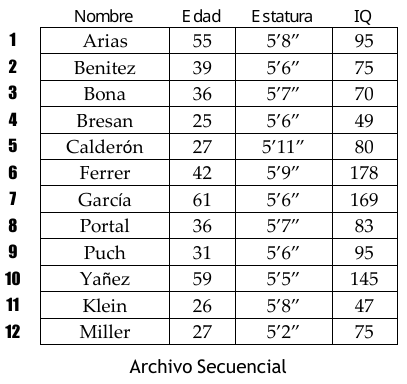 Nombre Edad Estatura IQ
1 Arias 55 5’8” 95
2 Benitez 39 5’6” 75
3 Bona 36 5’7” 70
4 Bresan 25 5’6” 49
5 Calderón 27 5’11” 80
6 Ferrer 42 5’9” 178
7 García 61 5’6” 169
8 Portal 36 5’7” 83
9 Puch 31 5’6” 95
10 Yañez 59 5’5” 145
11 Klein 26 5’8” 47
12 Miller 27 5’2” 75
Archivo Secuencial